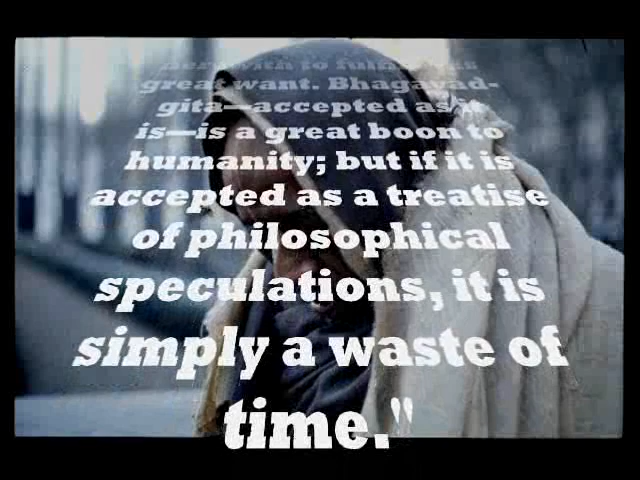 great want. Bhagavad-
gita—accepted as it
is—is a great boon to
humanity; but if it is
accepted as a treatise
of philosophical
speculations, it is
simply a waste of
time."